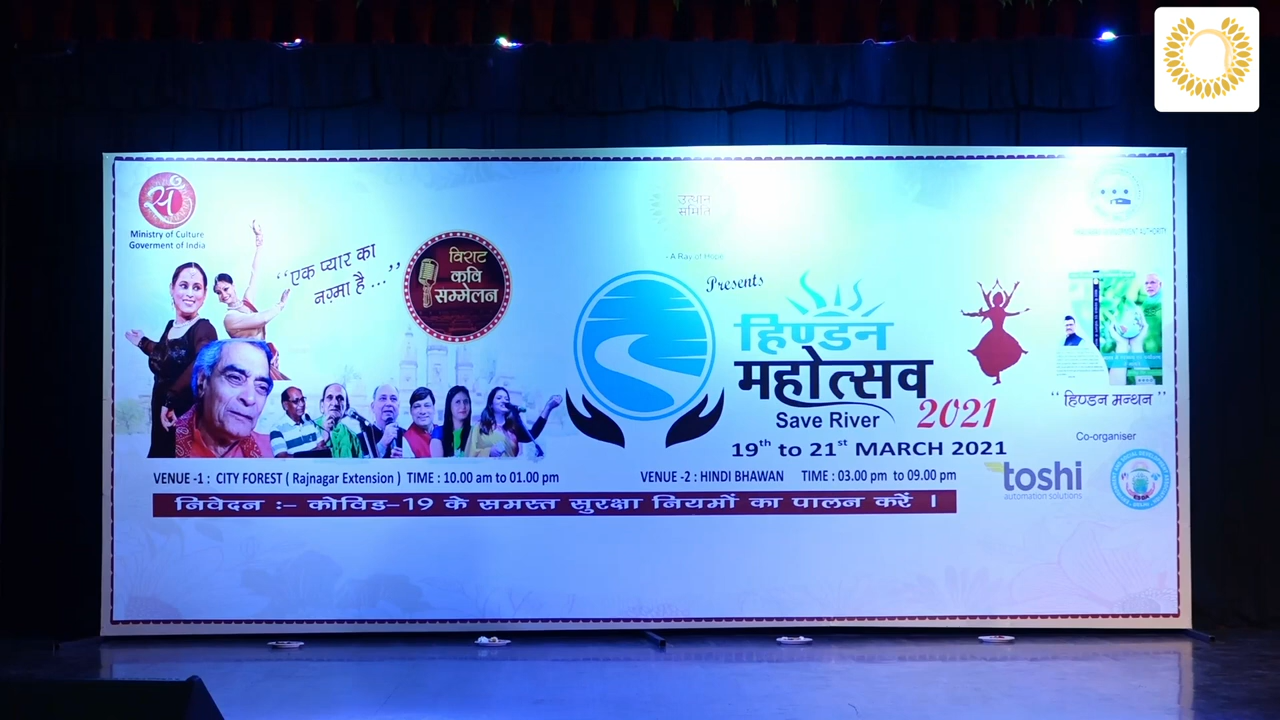 सं
Ministry of Culture
Goverment of India
“एक प्यार का
नग़्मा है ...”
विराट
कवि
सम्मेलन
उत्थान
समिति
- A Ray of Hope
Presents
हिण्डन
महोत्सव
Save River
2021
19th to 21st MARCH 2021
VENUE -1 : CITY FOREST ( Rajnagar Extension ) TIME : 10.00 am to 01.00 pm
VENUE -2 : HINDI BHAWAN TIME : 03.00 pm to 09.00 pm
निवेदन :- कोविड-19 के समस्त सुरक्षा नियमों का पालन करें ।
DEVELOPMENT AUTHORITY
“ हिण्डन मन्थन ”
Co-organiser
toshi
automation solutions